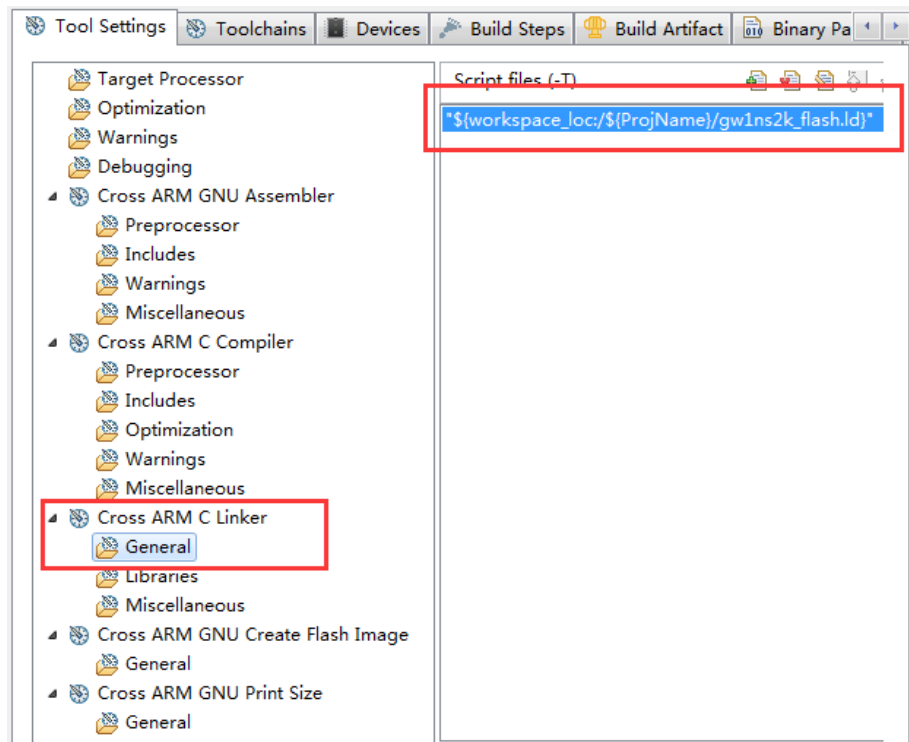 Tool Settings Toolchains Devices Build Steps Build Artifact Binary Pa
Target Processor
Optimization
Warnings
Debugging
Cross ARM GNU Assembler
Preprocessor
Includes
Warnings
Miscellaneous
Cross ARM C Compiler
Preprocessor
Includes
Optimization
Warnings
Miscellaneous
Cross ARM C Linker
General
Libraries
Miscellaneous
Cross ARM GNU Create Flash Image
General
Cross ARM GNU Print Size
General
Script files (-T)
"${workspace_loc:/${ProjName}/gw1ns2k_flash.ld}"